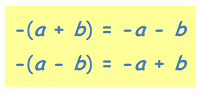 -(a + b) = -a - b
-(a - b) = -a + b